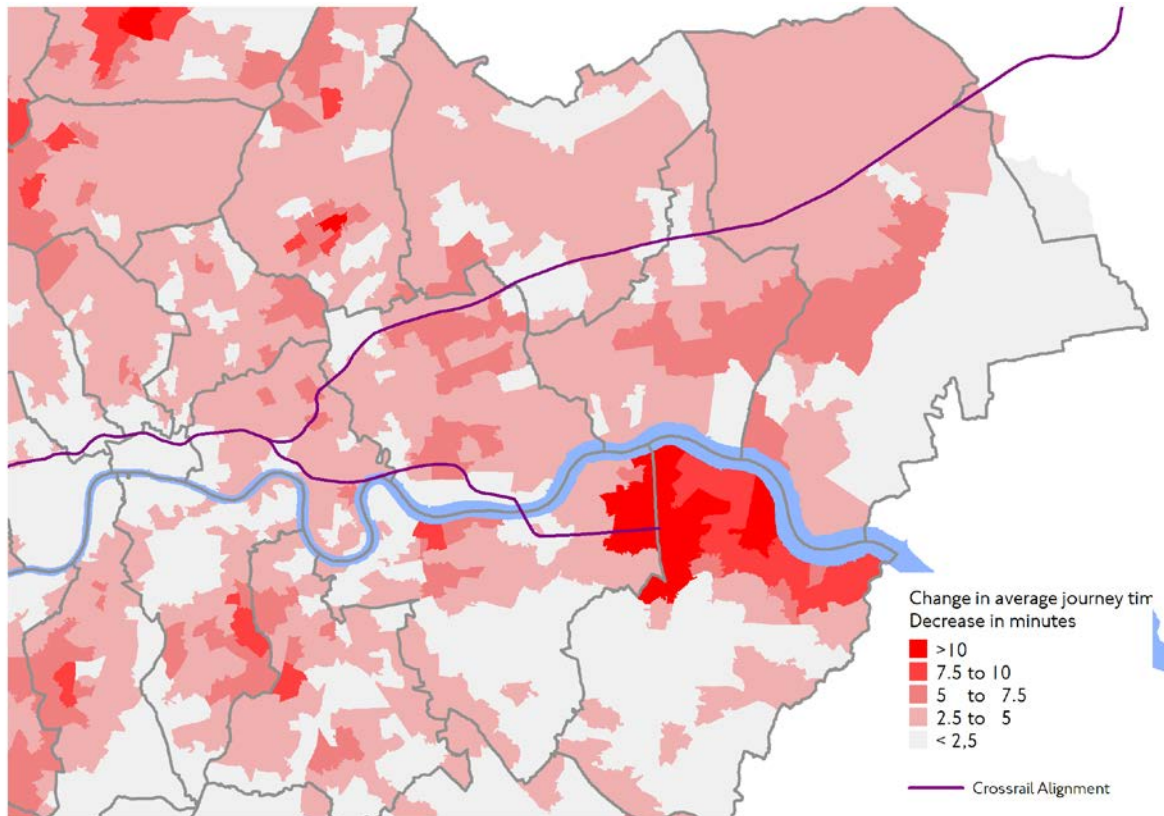 Change in average journey tim
Decrease in minutes
>10
7.5 to 10
5 to 7.5
2.5 to 5
< 2,5
Crossrail Alignment